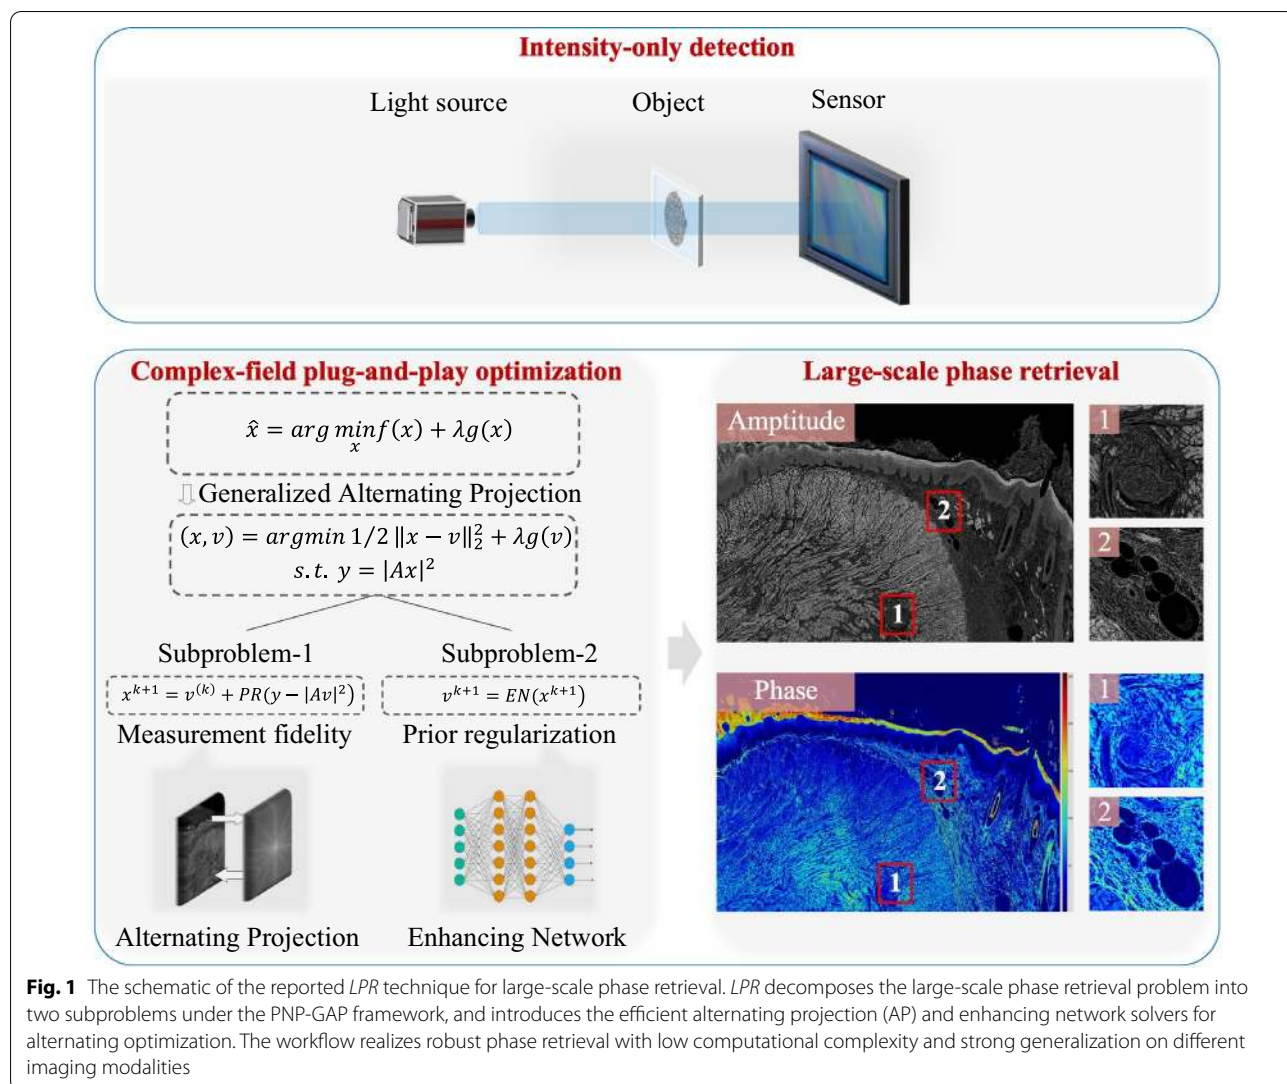 Intensity-only detection
Light source
Object
Sensor
Complex-field plug-and-play optimization
x̂ = arg min f(x) + λg(x)
x
Generalized Alternating Projection
(x, v) = argmin 1/2 ‖x − v‖₂² + λg(v)
s.t. y = |Ax|²
Subproblem-1
Subproblem-2
x^{k+1} = v^{(k)} + PR(y − |Av|²)
v^{k+1} = EN(x^{k+1})
Measurement fidelity
Prior regularization
Alternating Projection
Enhancing Network
Large-scale phase retrieval
Amptitude
2
1
1
2
Phase
2
1
1
2
Fig. 1 The schematic of the reported LPR technique for large-scale phase retrieval. LPR decomposes the large-scale phase retrieval problem into
two subproblems under the PNP-GAP framework, and introduces the efficient alternating projection (AP) and enhancing network solvers for
alternating optimization. The workflow realizes robust phase retrieval with low computational complexity and strong generalization on different
imaging modalities